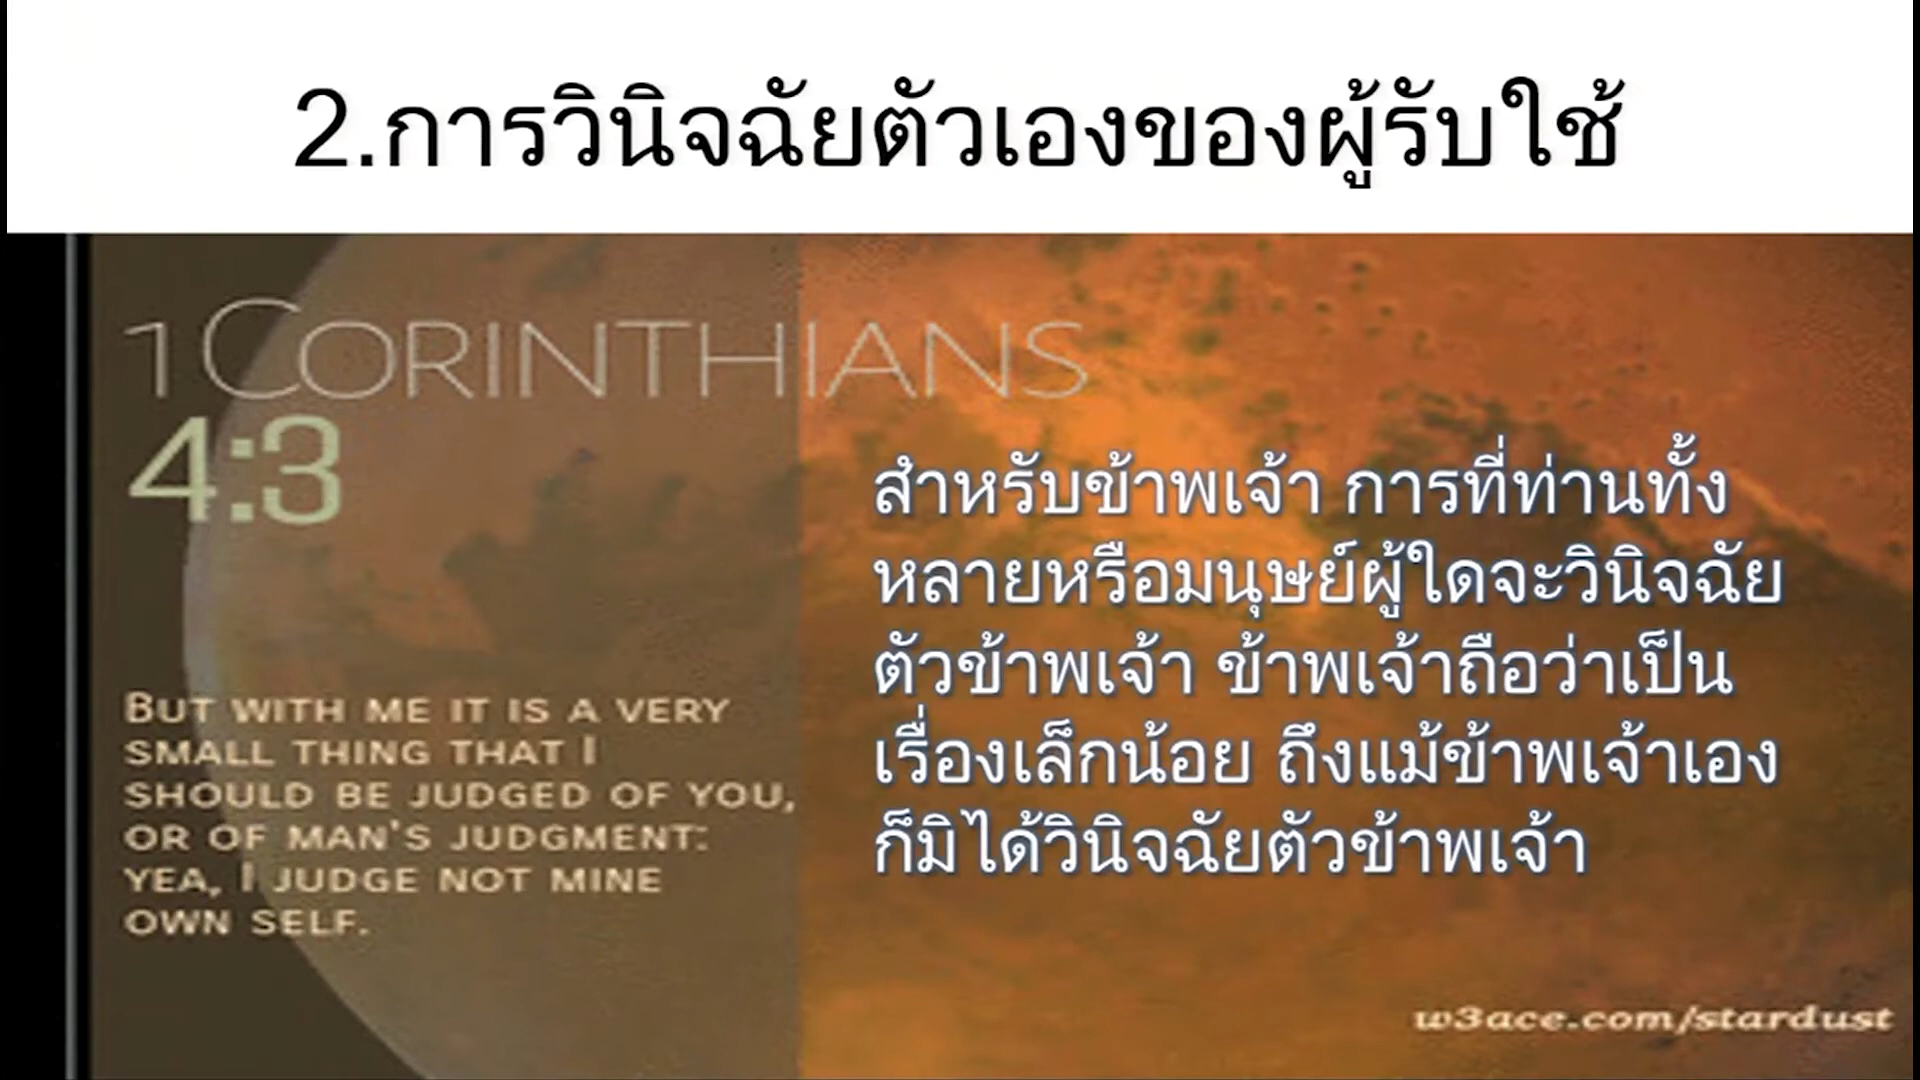 2.การวินิจฉัยตัวเองของผู้รับใช้
1 CORINTHIANS
4:3
สำหรับข้าพเจ้า การที่ท่านทั้ง
หลายหรือมนุษย์ผู้ใดจะวินิจฉัย
ตัวข้าพเจ้า ข้าพเจ้าถือว่าเป็น
เรื่องเล็กน้อย ถึงแม้ข้าพเจ้าเอง
ก็มิได้วินิจฉัยตัวข้าพเจ้า
BUT WITH ME IT IS A VERY
SMALL THING THAT I
SHOULD BE JUDGED OF YOU,
OR OF MAN'S JUDGMENT:
YEA, I JUDGE NOT MINE
OWN SELF.
w3ace.com/stardust